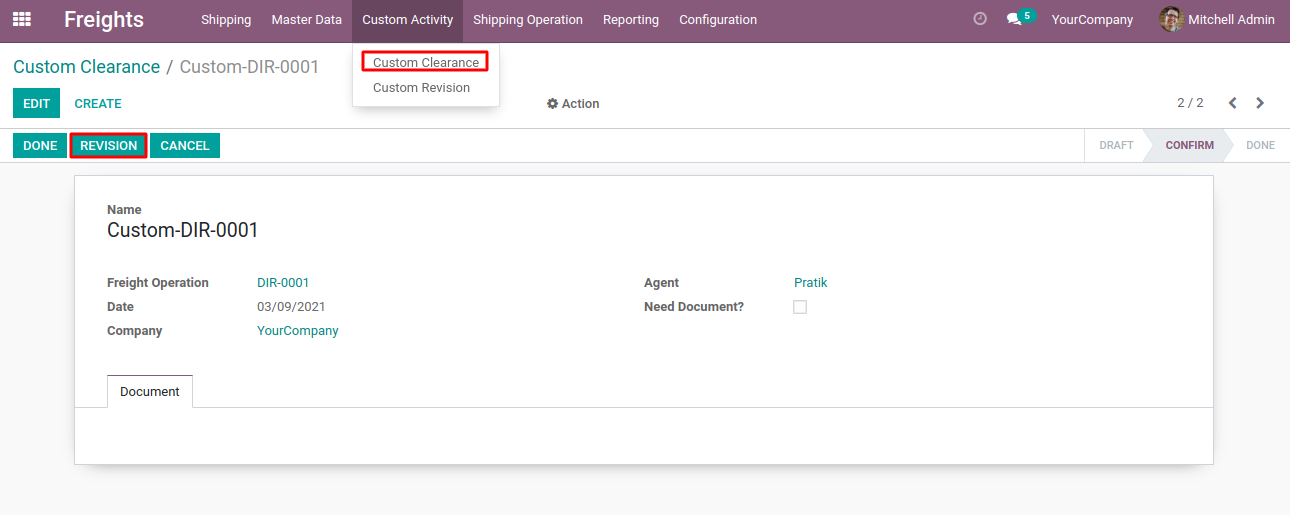 Freights Shipping Master Data Custom Activity Shipping Operation Reporting Configuration 5 YourCompany Mitchell Admin
Custom Clearance / Custom-DIR-0001
Custom Clearance
Custom Revision
EDIT CREATE Action 2 / 2
DONE REVISION CANCEL DRAFT CONFIRM DONE
Name
Custom-DIR-0001
Freight Operation DIR-0001 Agent Pratik
Date 03/09/2021 Need Document?
Company YourCompany
Document